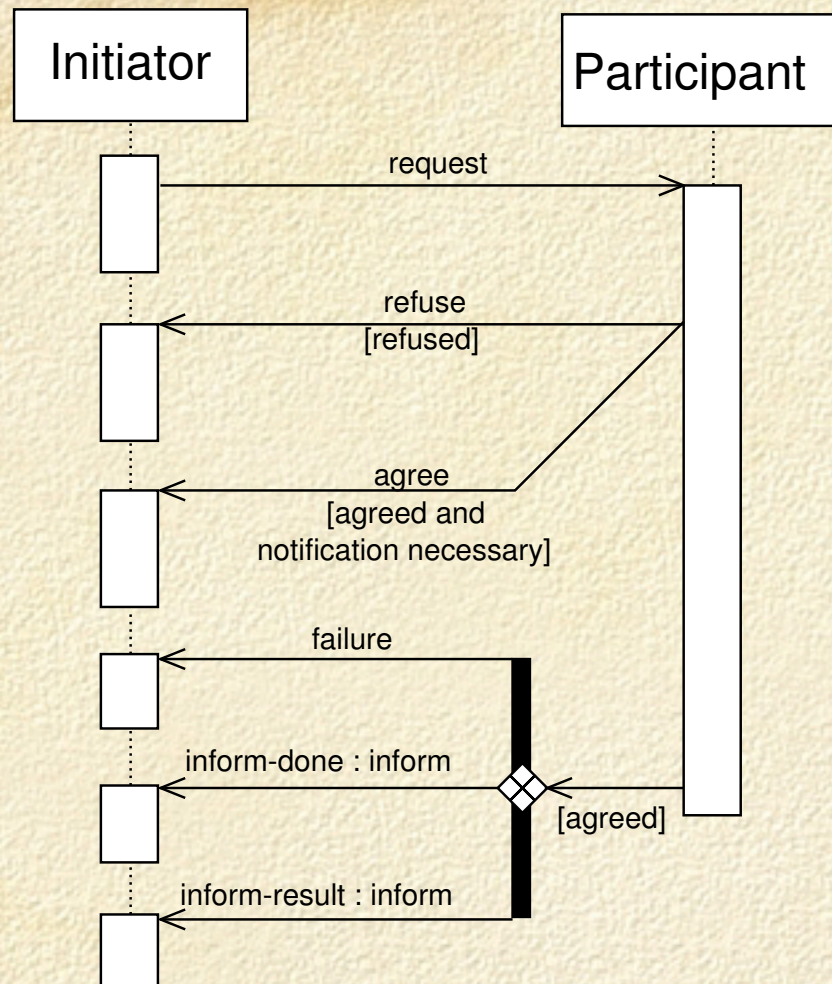 Initiator
Participant
request
refuse
[refused]
agree
[agreed and
notification necessary]
failure
inform-done : inform
[agreed]
inform-result : inform